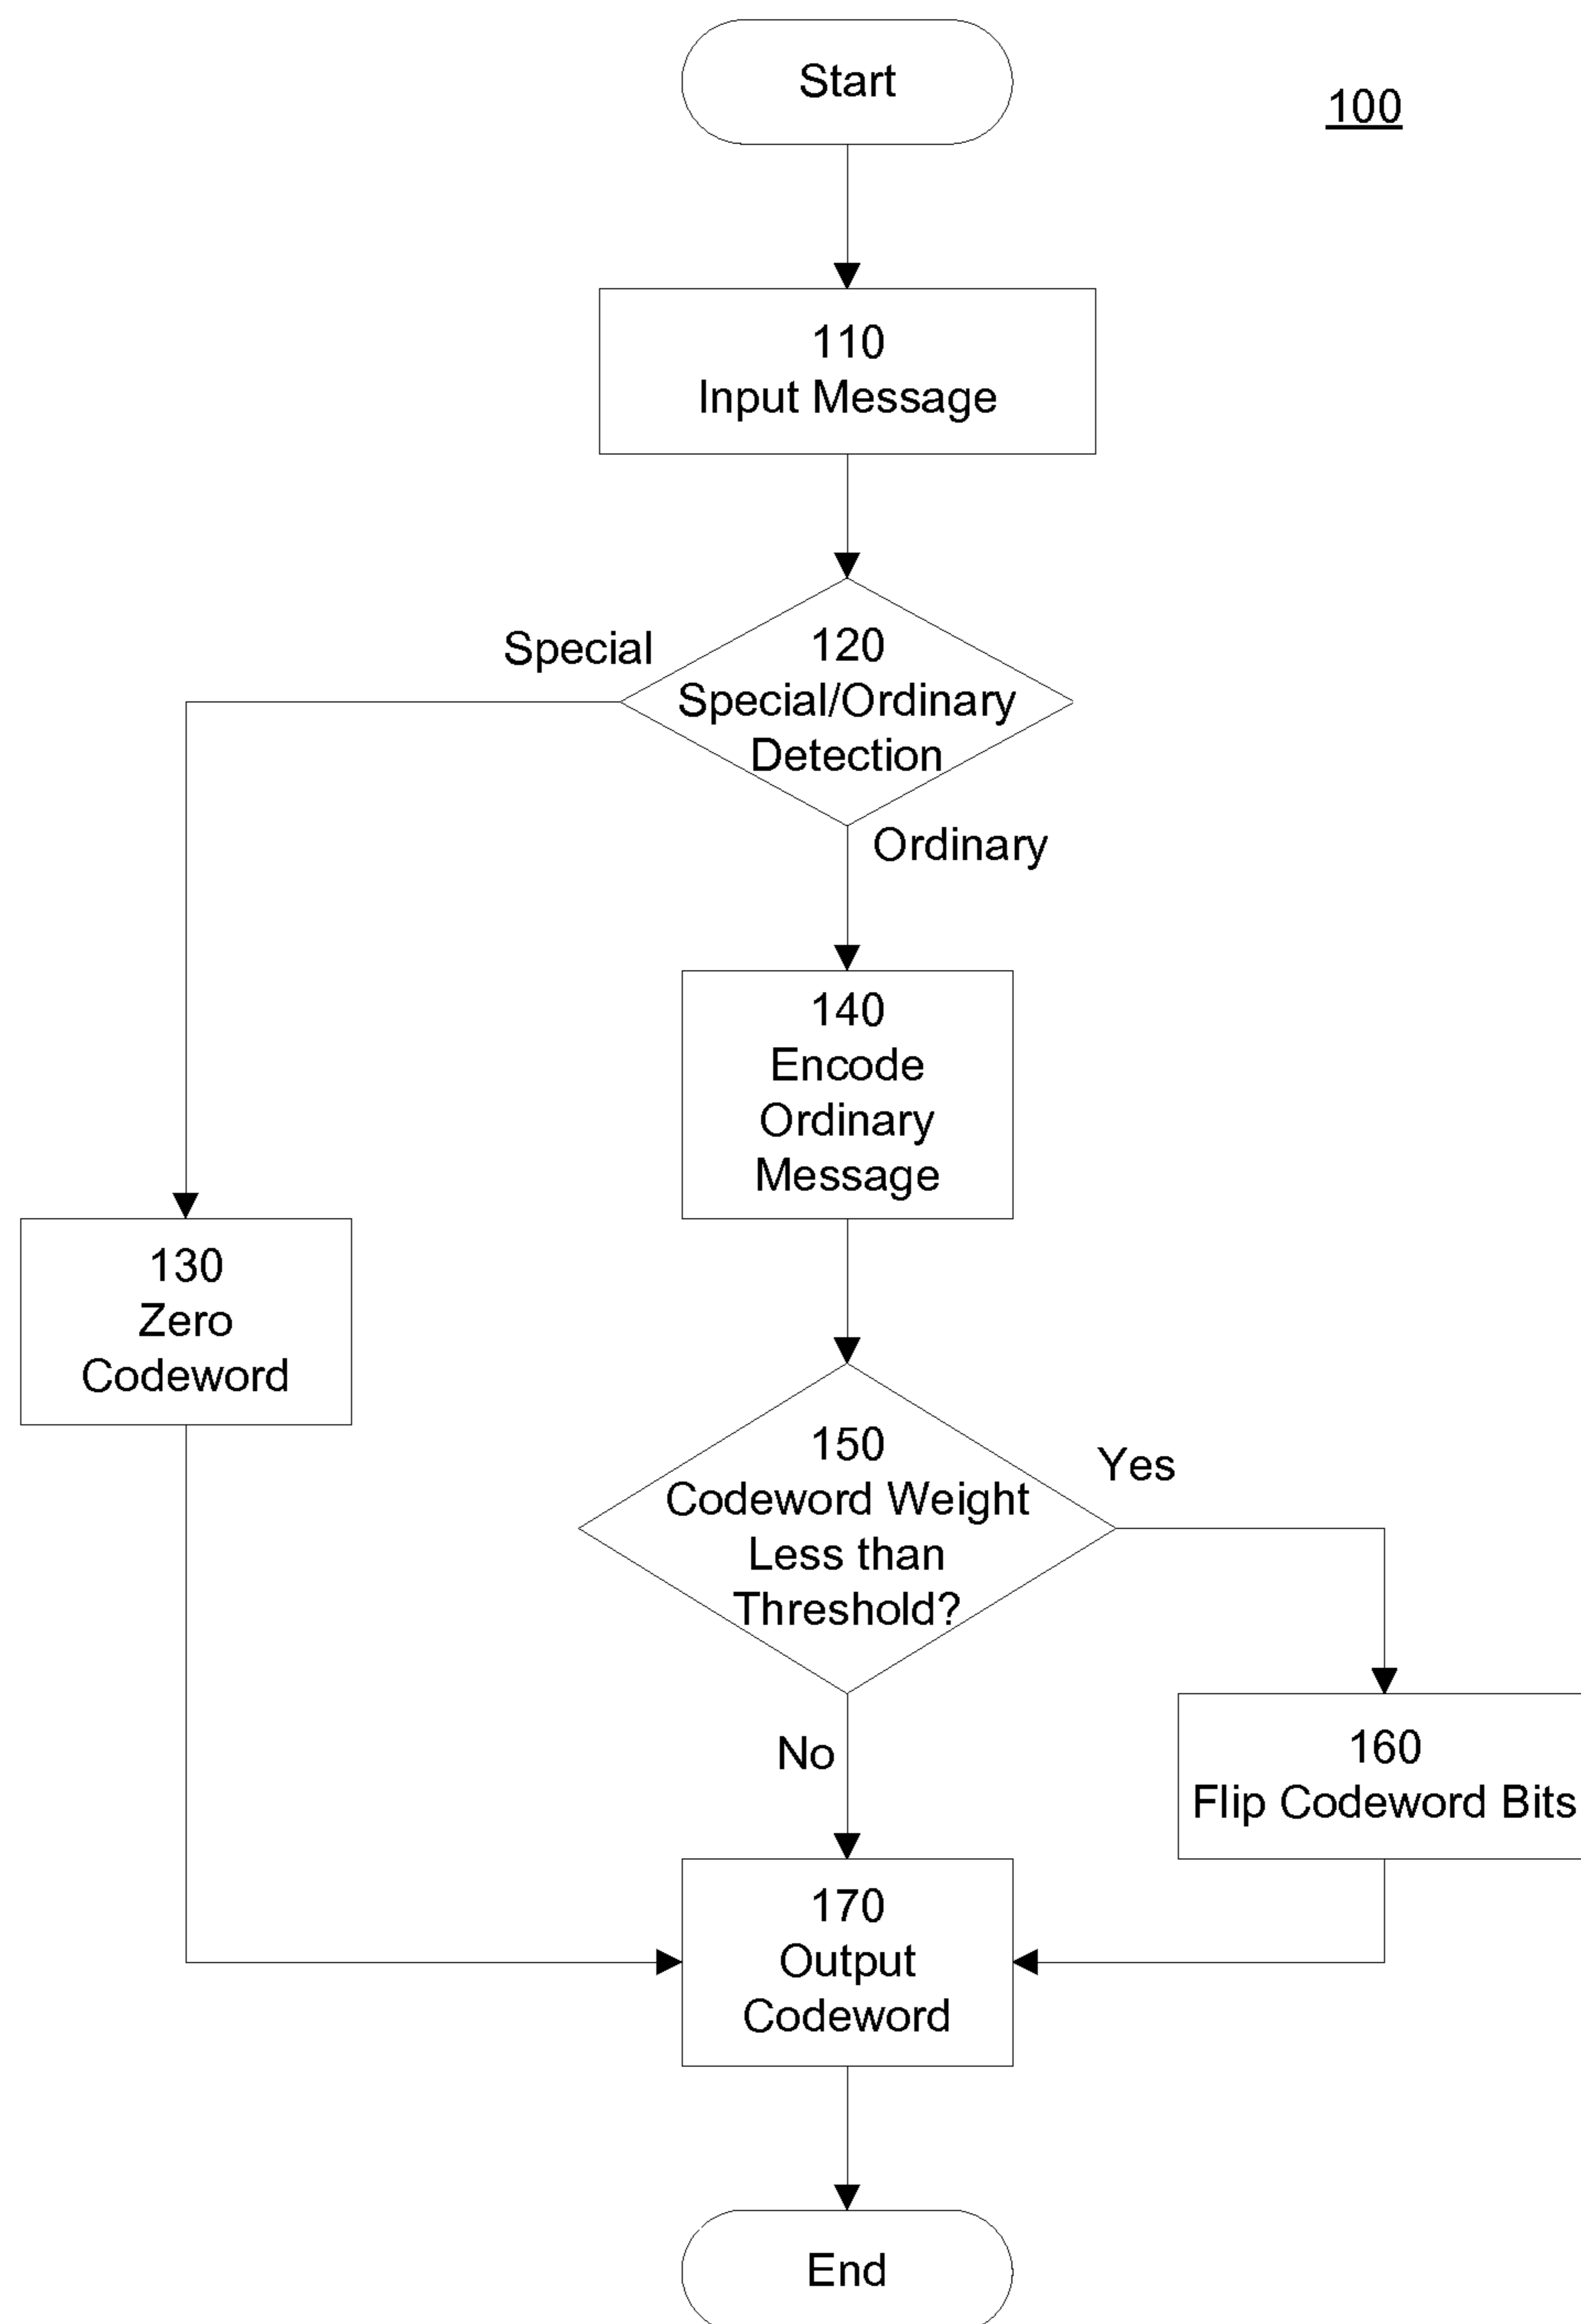 Start
100
110
Input Message
Special
120
Special/Ordinary
Detection
Ordinary
140
Encode
Ordinary
Message
130
Zero
Codeword
150
Codeword Weight
Less than
Threshold?
Yes
No
160
Flip Codeword Bits
170
Output
Codeword
End